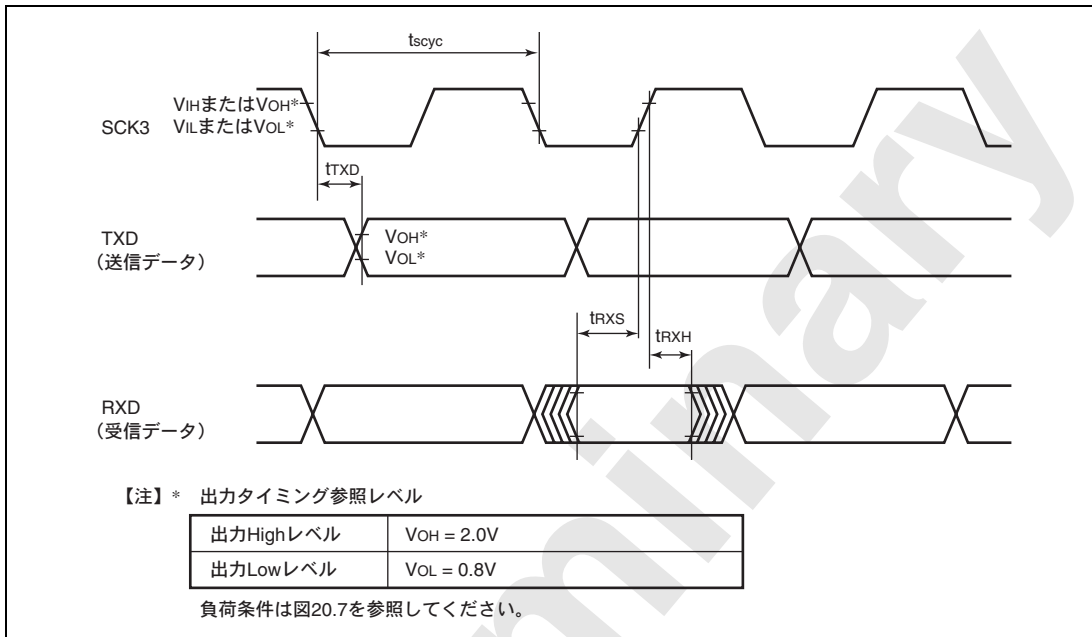 tscyc
VIHまたはVOH*
VILまたはVOL*
SCK3
tTXD
TXD
（送信データ）
VOH*
VOL*
tRXS
tRXH
RXD
（受信データ）
【注】* 出力タイミング参照レベル
出力Highレベル VOH = 2.0V
出力Lowレベル VOL = 0.8V
負荷条件は図20.7を参照してください。
minary